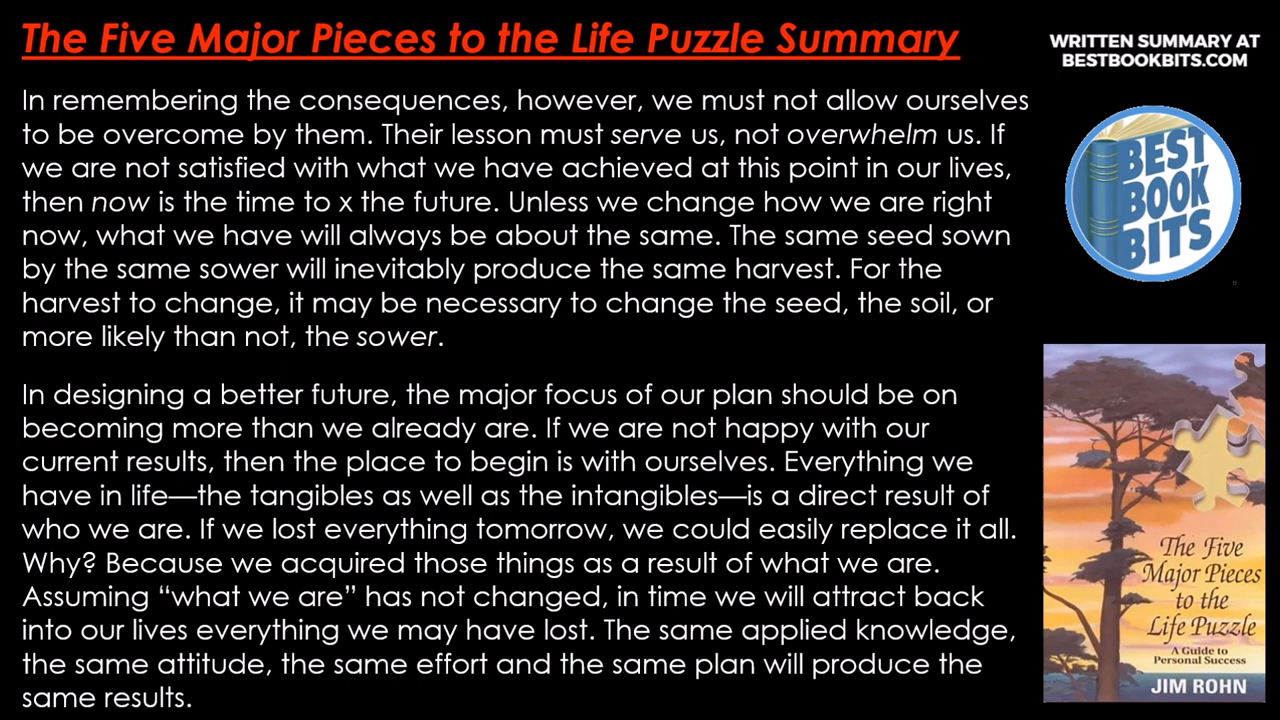 The Five Major Pieces to the Life Puzzle Summary
WRITTEN SUMMARY AT
BESTBOOKBITS.COM
In remembering the consequences, however, we must not allow ourselves
to be overcome by them. Their lesson must serve us, not overwhelm us. If
we are not satisfied with what we have achieved at this point in our lives,
then now is the time to x the future. Unless we change how we are right
now, what we have will always be about the same. The same seed sown
by the same sower will inevitably produce the same harvest. For the
harvest to change, it may be necessary to change the seed, the soil, or
more likely than not, the sower.
In designing a better future, the major focus of our plan should be on
becoming more than we already are. If we are not happy with our
current results, then the place to begin is with ourselves. Everything we
have in life—the tangibles as well as the intangibles—is a direct result of
who we are. If we lost everything tomorrow, we could easily replace it all.
Why? Because we acquired those things as a result of what we are.
Assuming “what we are” has not changed, in time we will attract back
into our lives everything we may have lost. The same applied knowledge,
the same attitude, the same effort and the same plan will produce the
same results.
BEST
BOOK
BITS
The Five
Major Pieces
to the
Life Puzzle
A Guide to
Personal Success
JIM ROHN